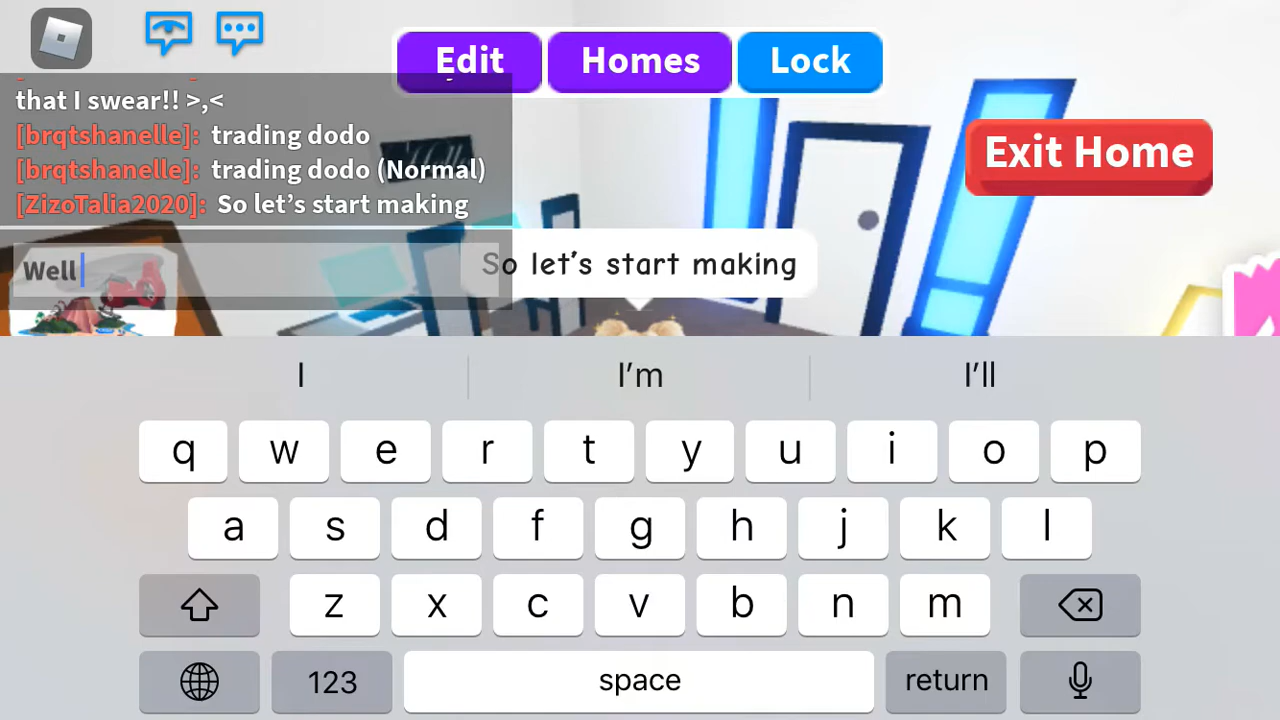 Edit Homes Lock
that I swear!! >,<
[brqtshanelle]: trading dodo
Exit Home
[brqtshanelle]: trading dodo (Normal)
[ZizoTalia2020]: So let’s start making
Well
So let’s start making
I I’m I’ll
q w e r t y u i o p
a s d f g h j k l
z x c v b n m
123 space return